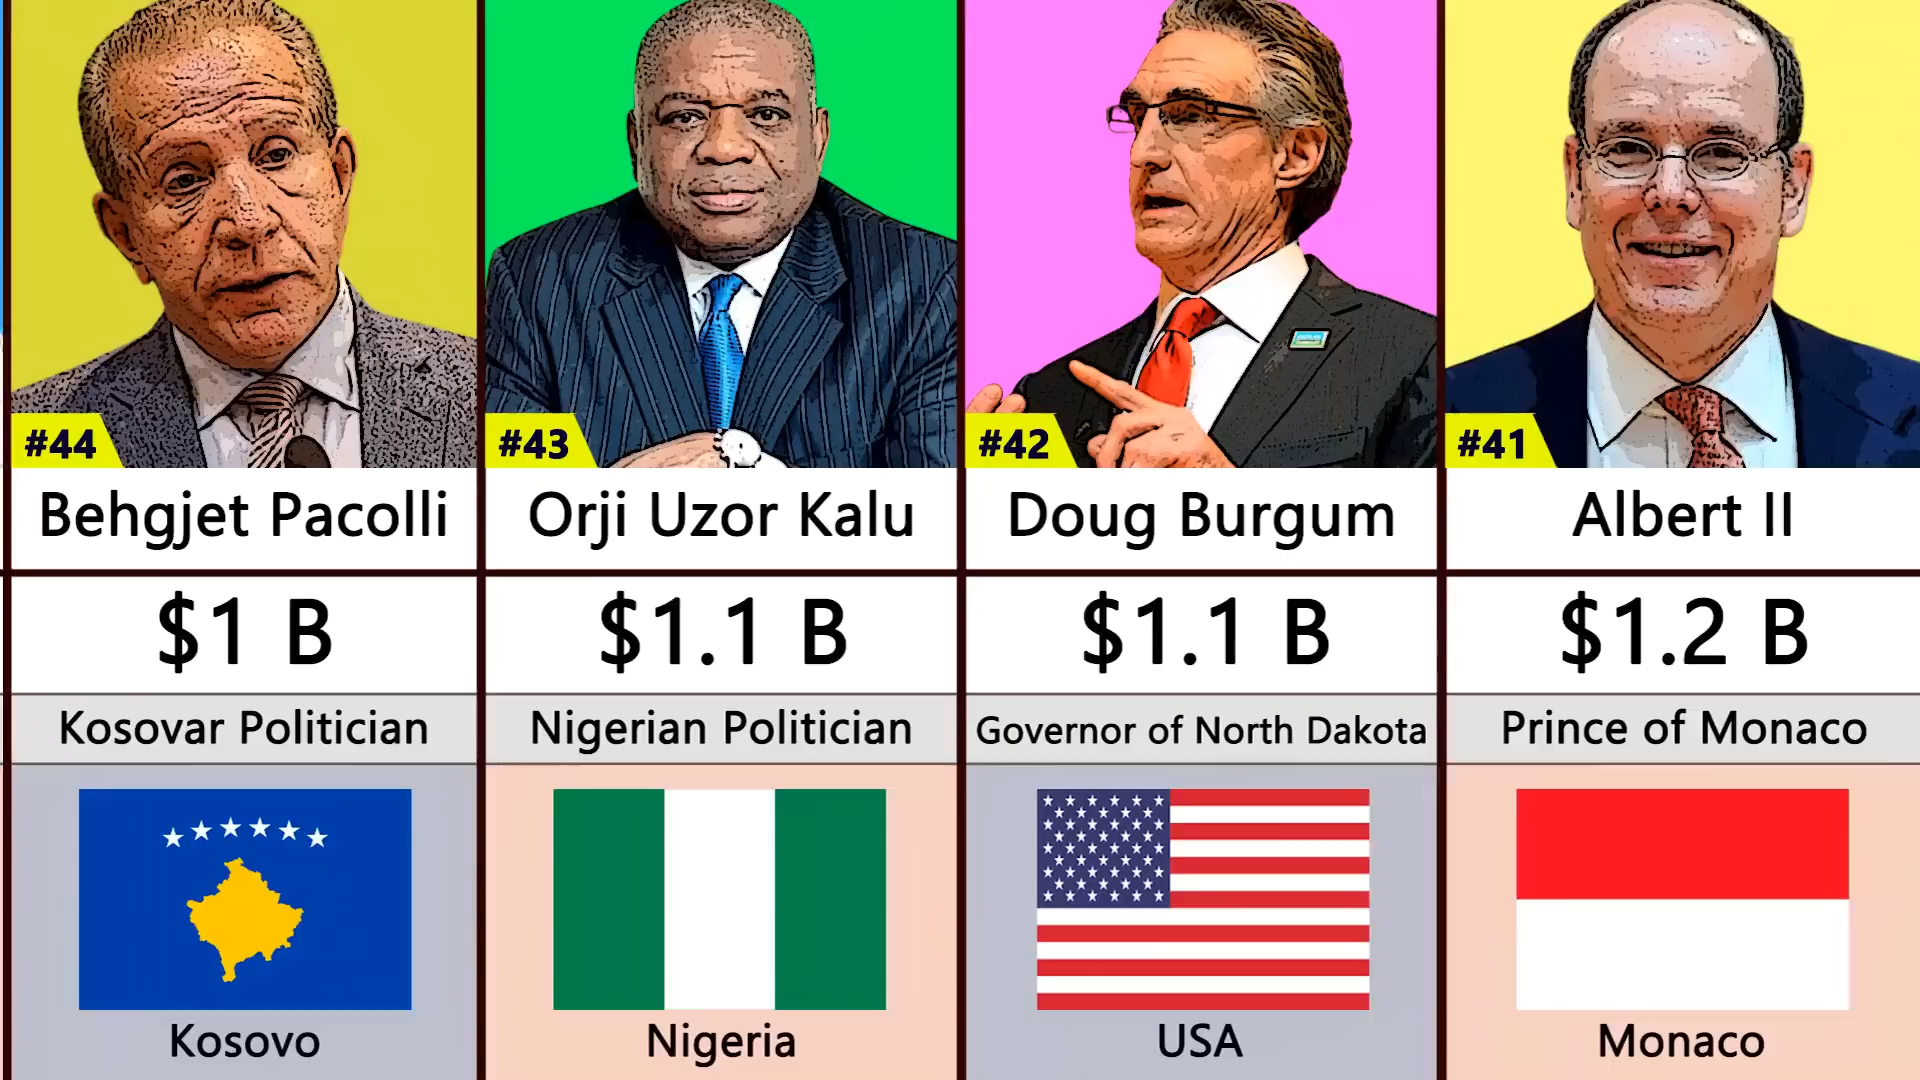 #44
#43
#42
#41
Behgjet Pacolli
Orji Uzor Kalu
Doug Burgum
Albert II
$1 B
$1.1 B
$1.1 B
$1.2 B
Kosovar Politician
Nigerian Politician
Governor of North Dakota
Prince of Monaco
Kosovo
Nigeria
USA
Monaco